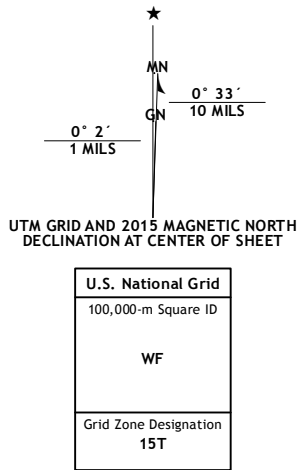 MN
0° 33´
10 MILS
GN
0° 2´
1 MILS
UTM GRID AND 2015 MAGNETIC NORTH
DECLINATION AT CENTER OF SHEET
U.S. National Grid
100,000-m Square ID
WF
Grid Zone Designation
15T